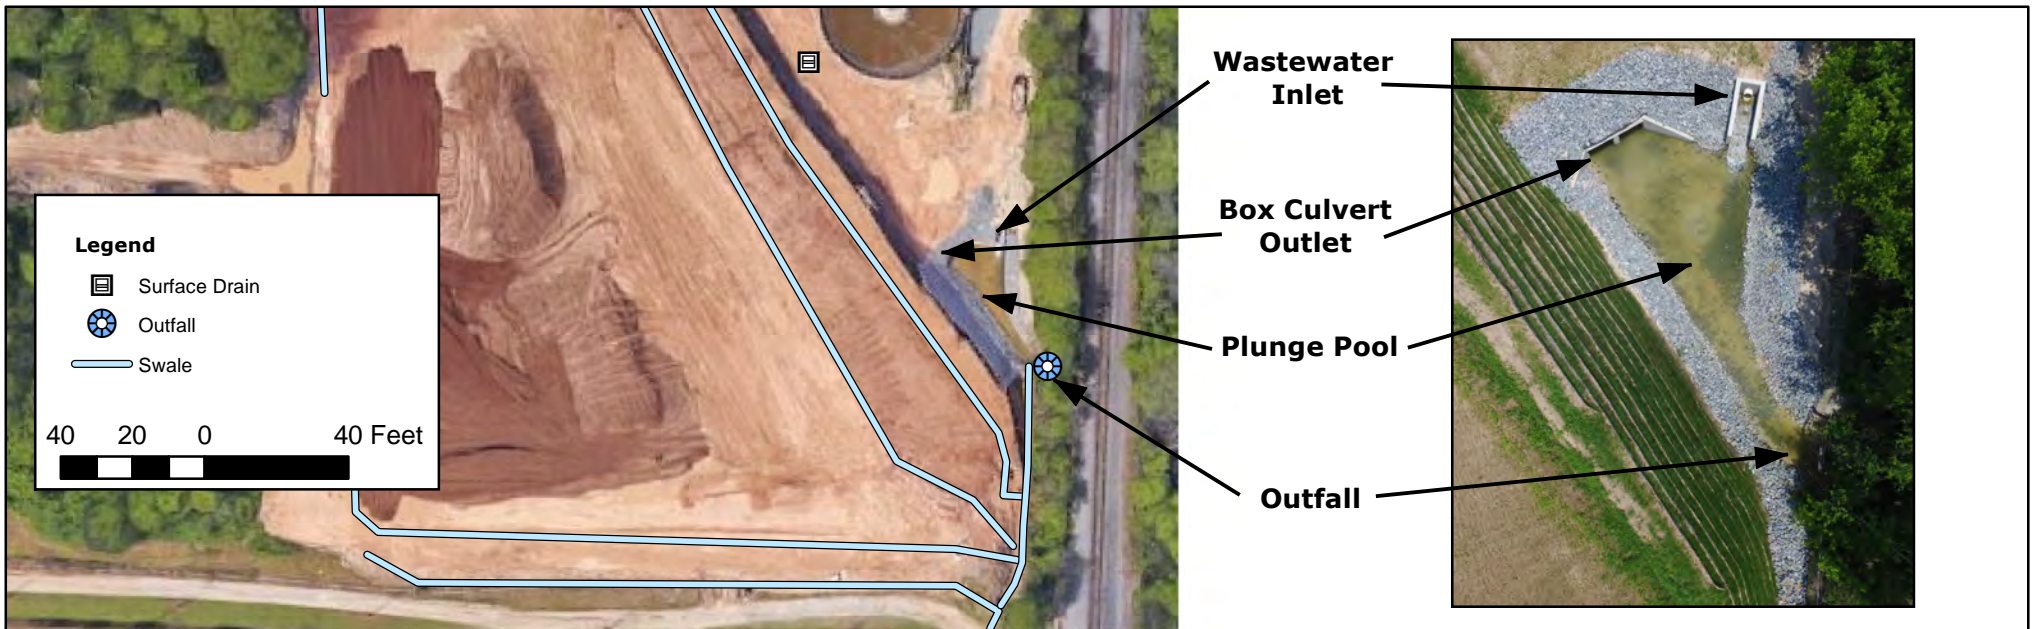 Legend
Surface Drain
Outfall
Swale
40 20 0 40 Feet
Wastewater
Inlet
Box Culvert
Outlet
Plunge Pool
Outfall